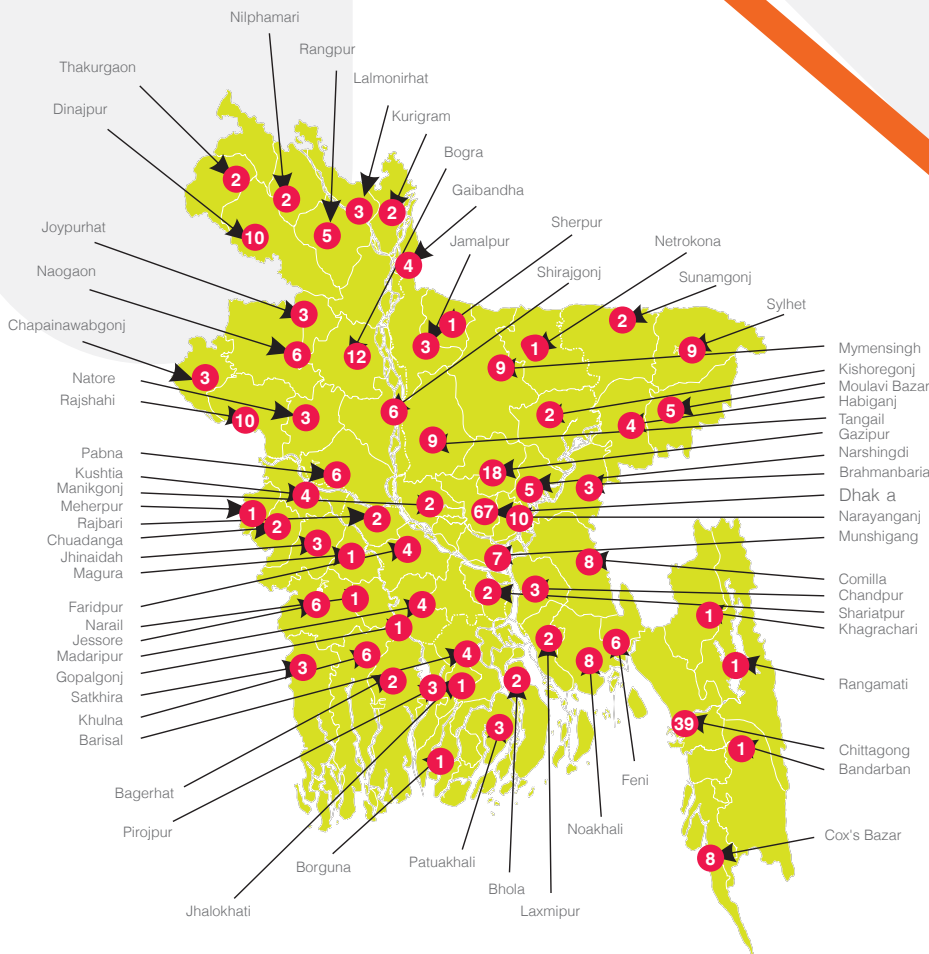 Nilphamari
Rangpur
Thakurgaon
Lalmonirhat
Dinajpur
Kurigram
Bogra
Gaibandha
Sherpur
Joypurhat
Jamalpur
Netrokona
Naogaon
Shirajgonj
Sunamgonj
Chapainawabgonj
Sylhet
Natore
Rajshahi
Pabna
Kushtia
Manikgonj
Meherpur
Rajbari
Chuadanga
Jhinaidah
Magura
Faridpur
Narail
Jessore
Madaripur
Gopalgonj
Satkhira
Khulna
Barisal
Bagerhat
Pirojpur
Jhalokhati
Borguna
Patuakhali
Bhola
Laxmipur
Noakhali
Feni
Mymensingh
Kishoregonj
Moulavi Bazar
Habiganj
Tangail
Gazipur
Narshingdi
Brahmanbaria
Dhak a
Narayanganj
Munshigang
Comilla
Chandpur
Shariatpur
Khagrachari
Rangamati
Chittagong
Bandarban
Cox's Bazar
2
2
10
5
3
2
4
3
6
12
3
1
1
2
9
3
9
3
10
3
6
9
2
4
5
6
4
18
5
3
1
2
2
2
67
10
3
1
4
7
8
6
1
4
2
3
1
1
3
6
2
4
3
1
2
2
8
6
1
39
1
3
1
8